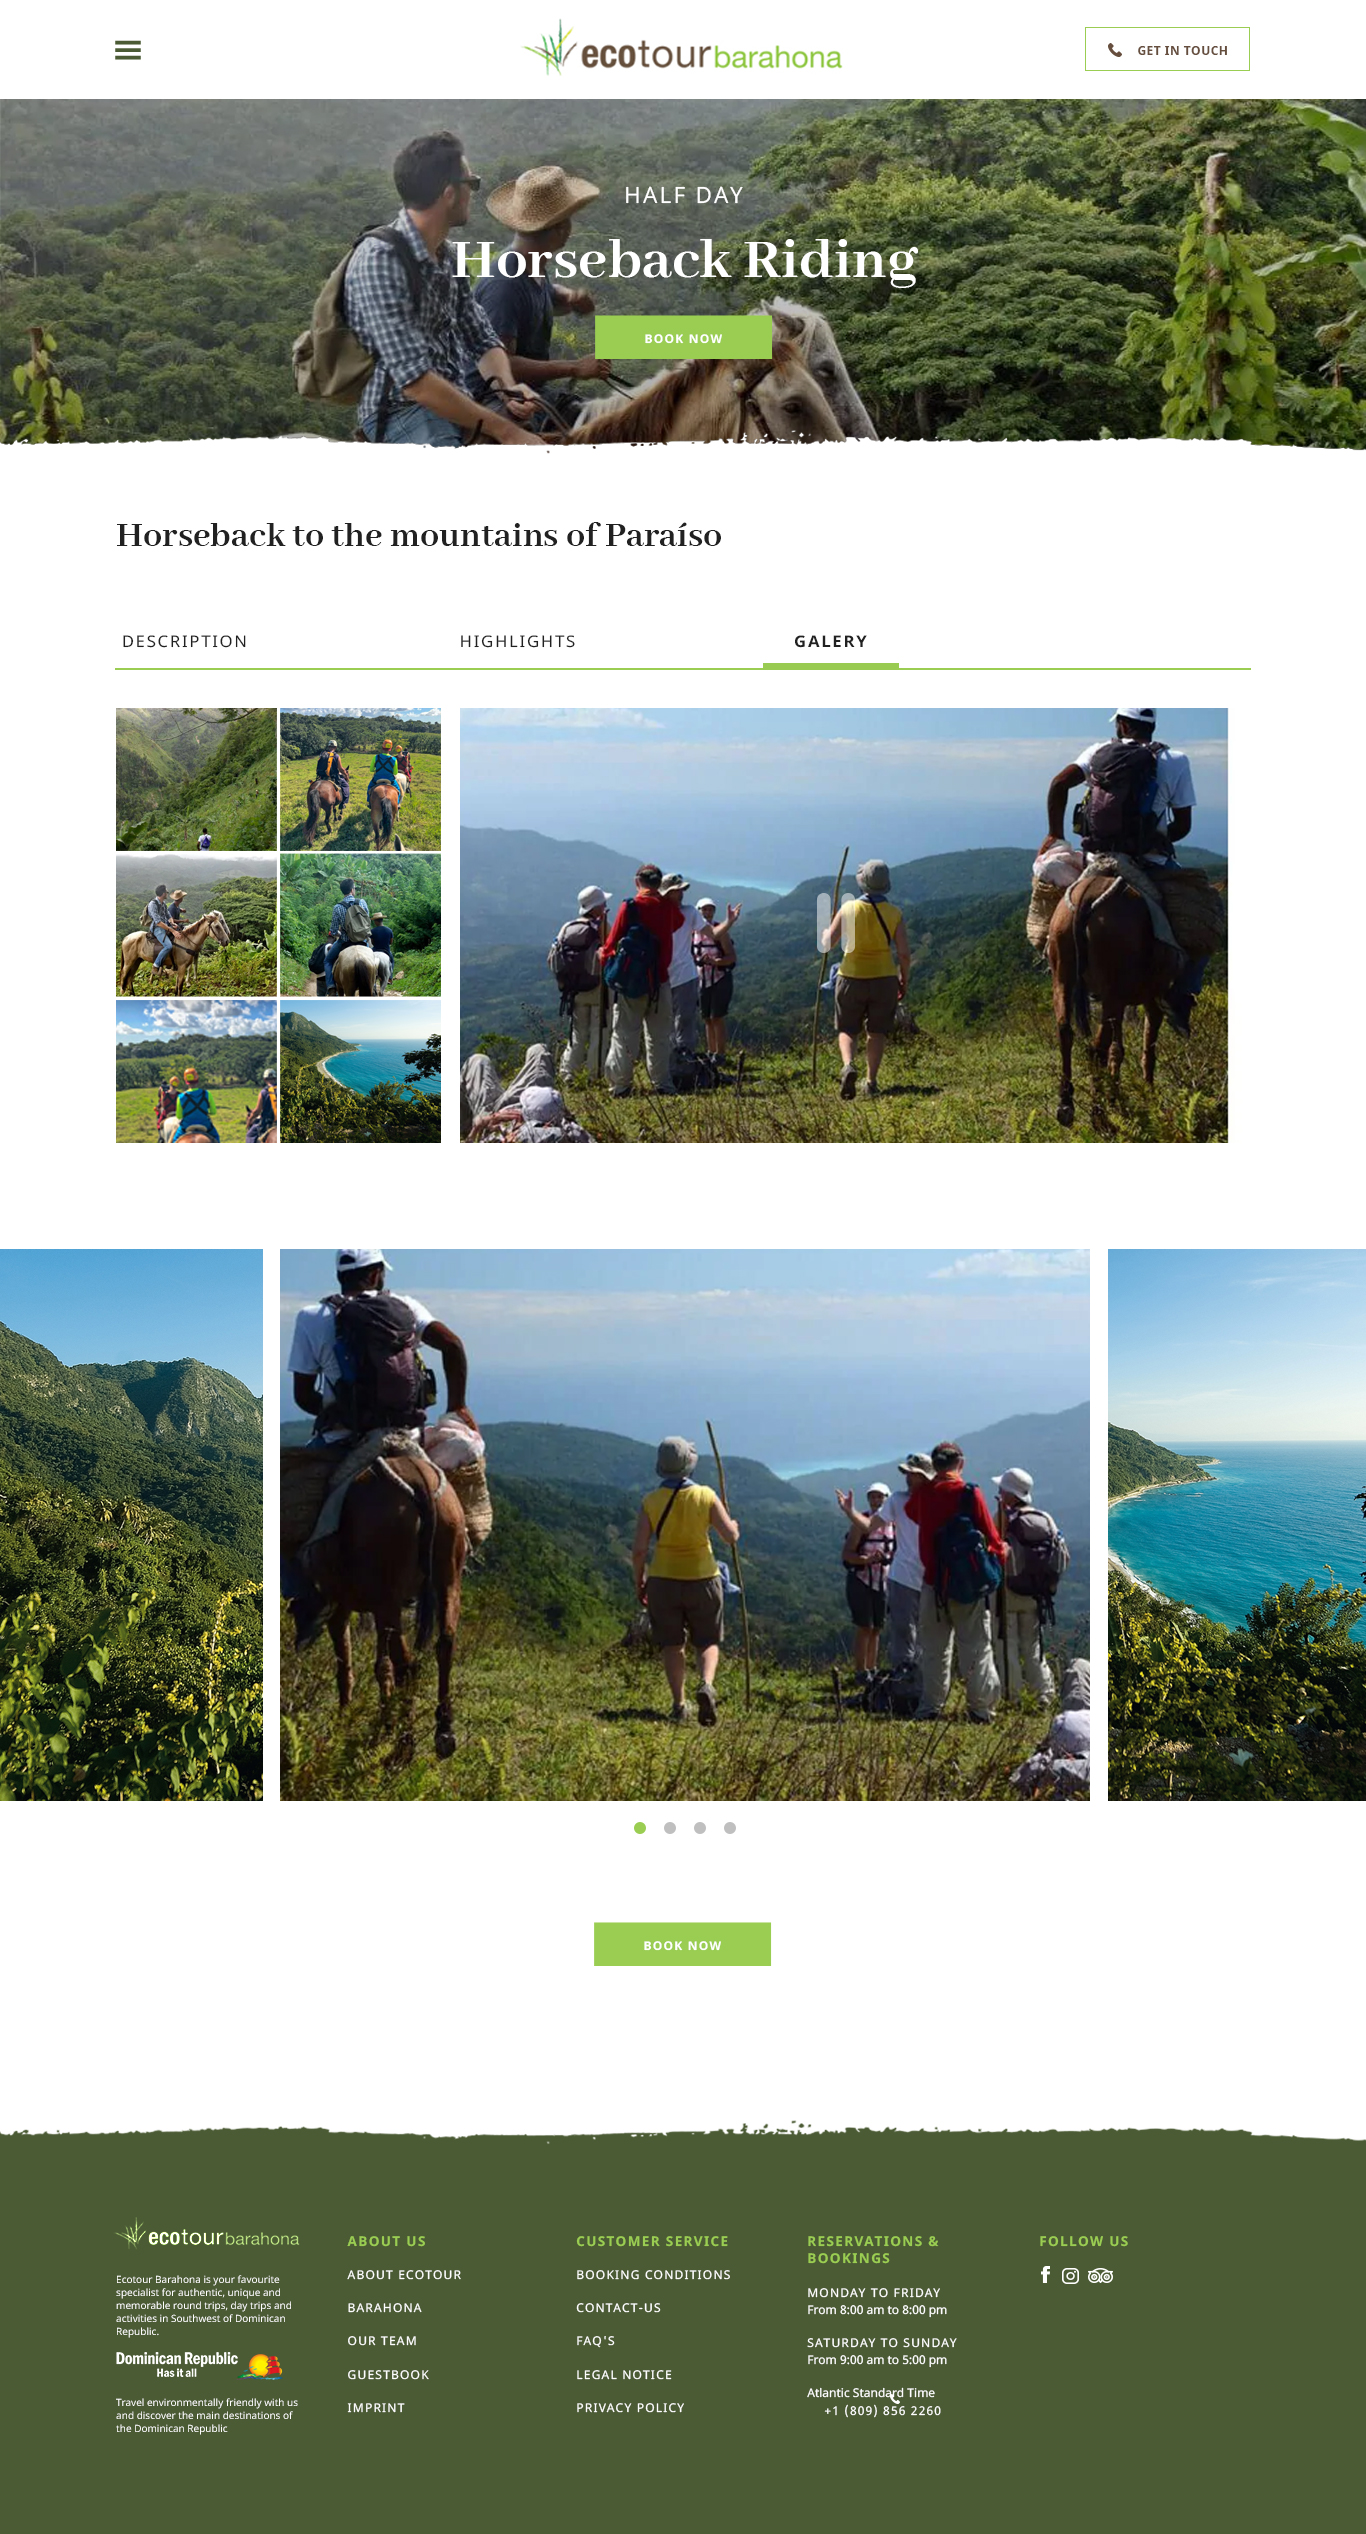 ecotourbarahona
GET IN TOUCH
HALF DAY
Horseback Riding
BOOK NOW
Horseback to the mountains of Paraíso
DESCRIPTION
HIGHLIGHTS
GALERY
BOOK NOW
ecotourbarahona
Ecotour Barahona is your favourite
specialist for authentic, unique and
memorable round trips, day trips and
activities in Southwest of Dominican
Republic.
Dominican Republic
Has it all
Travel environmentally friendly with us
and discover the main destinations of
the Dominican Republic
ABOUT US
ABOUT ECOTOUR
BARAHONA
OUR TEAM
GUESTBOOK
IMPRINT
CUSTOMER SERVICE
BOOKING CONDITIONS
CONTACT-US
FAQ'S
LEGAL NOTICE
PRIVACY POLICY
RESERVATIONS &
BOOKINGS
MONDAY TO FRIDAY
From 8:00 am to 8:00 pm
SATURDAY TO SUNDAY
From 9:00 am to 5:00 pm
Atlantic Standard Time
+1 (809) 856 2260
FOLLOW US